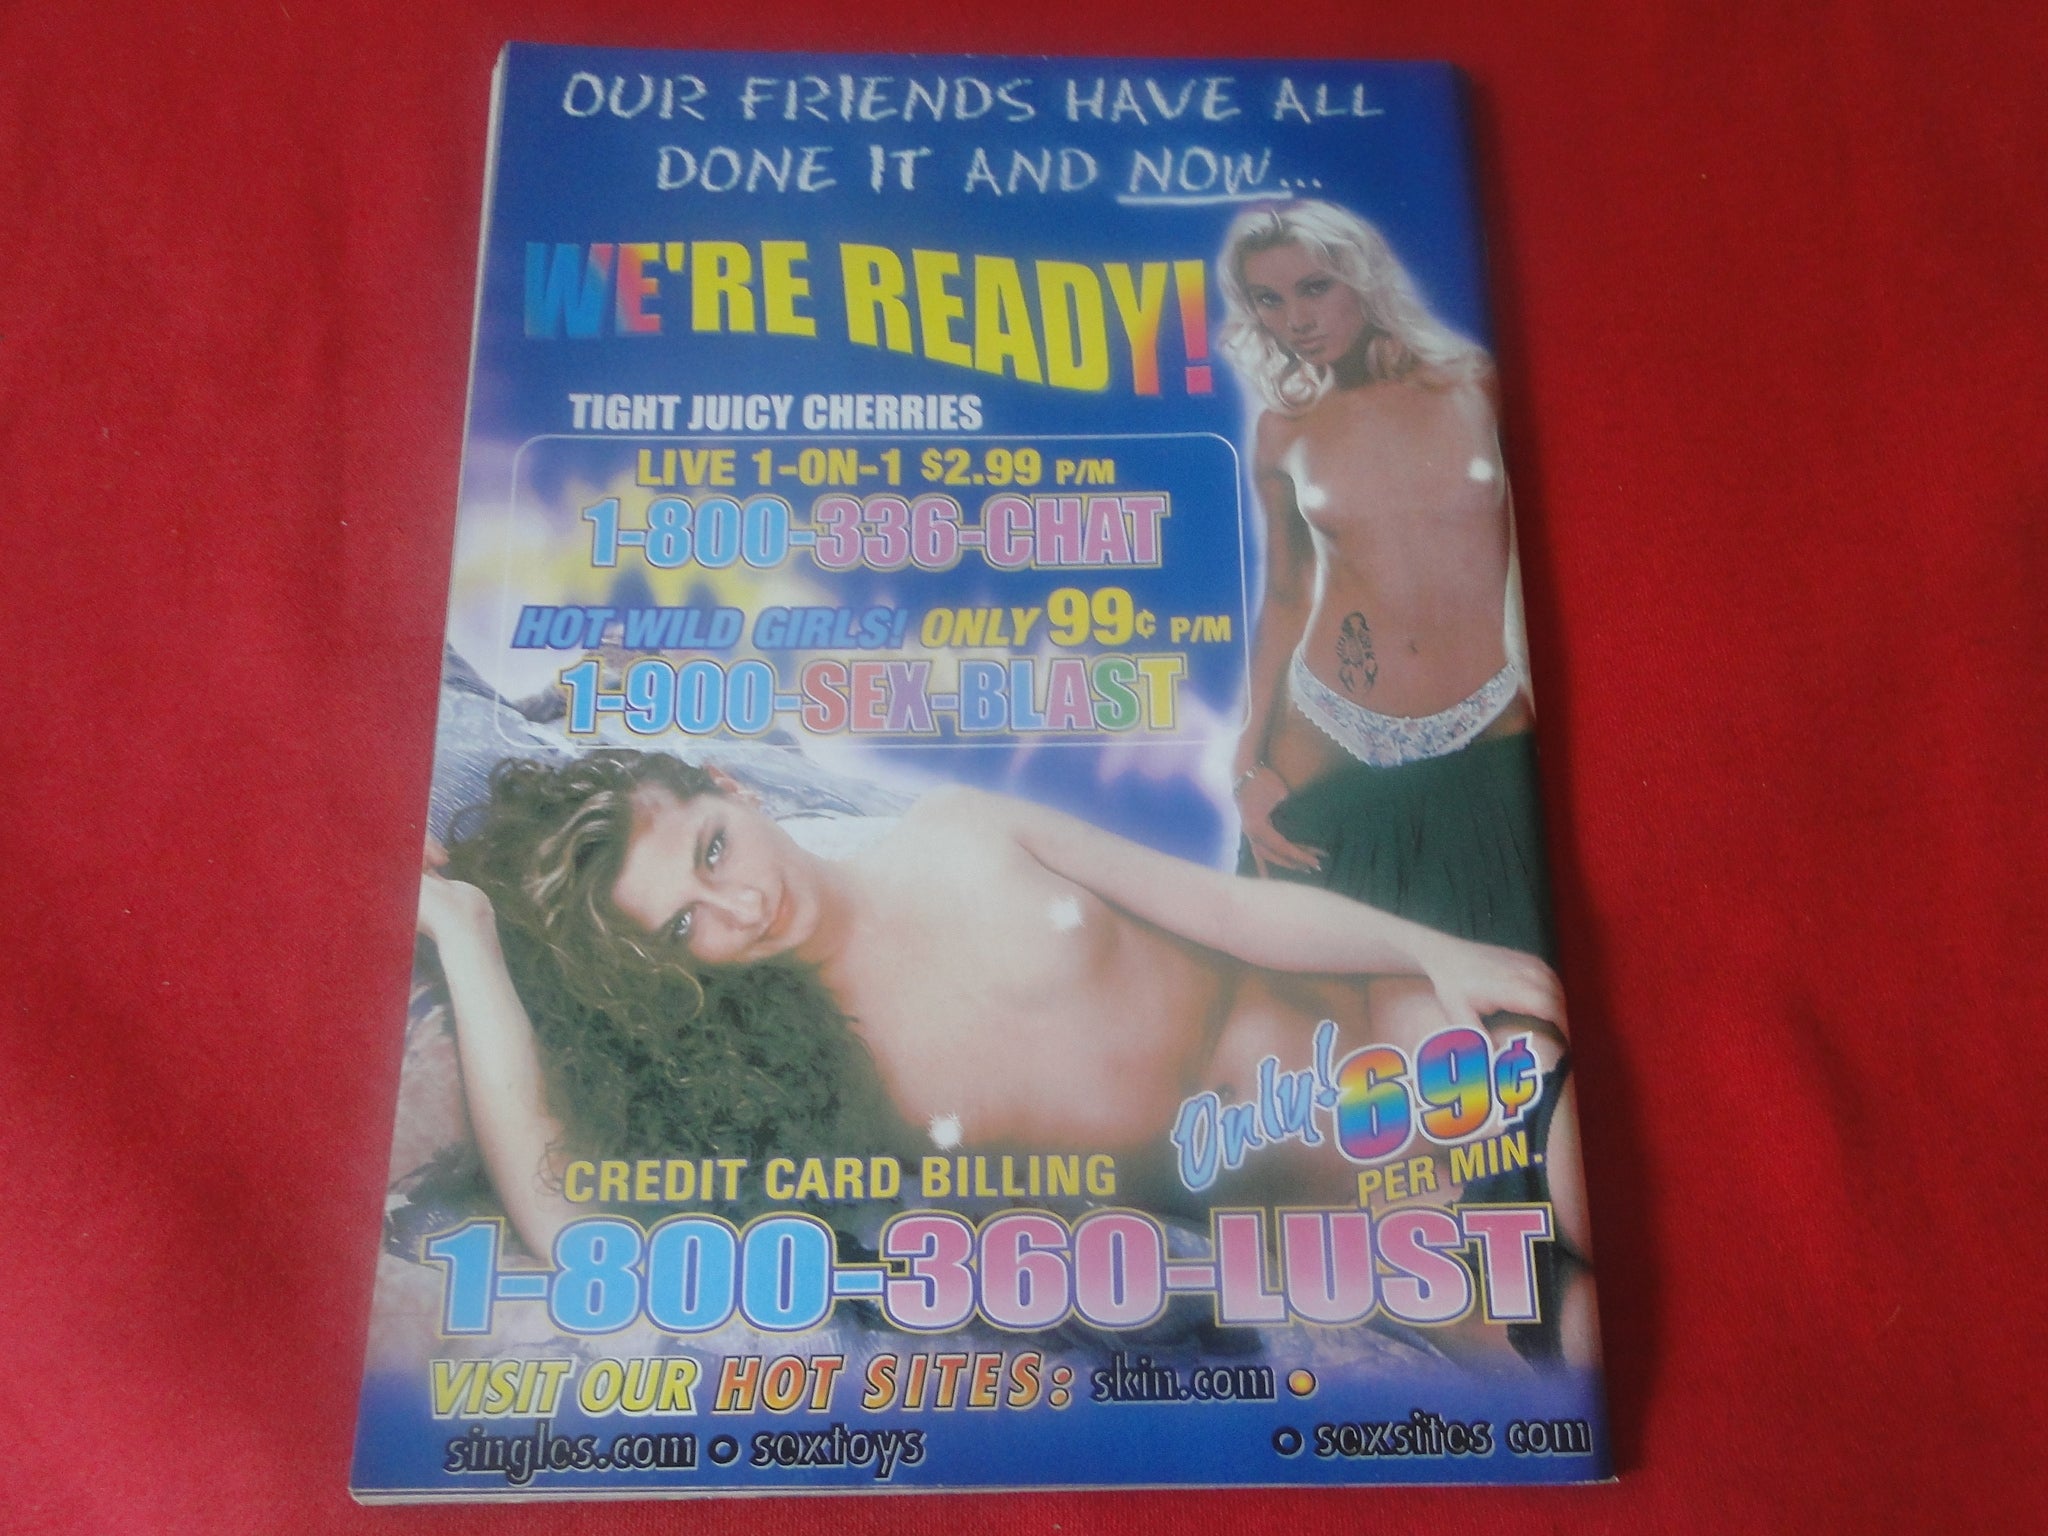 OUR FRIENDS HAVE ALL
DONE IT AND NOW...
WE'RE READY!
TIGHT JUICY CHERRIES
LIVE 1-ON-1 $2.99 P/M
1-800-336-CHAT
HOT WILD GIRLS! ONLY 99¢ P/M
1-900-SEX-BLAST
Only! 69¢
PER MIN.
CREDIT CARD BILLING
1-800-360-LUST
VISIT OUR HOT SITES: skin.com •
singles.com • sextoys • sexsites com